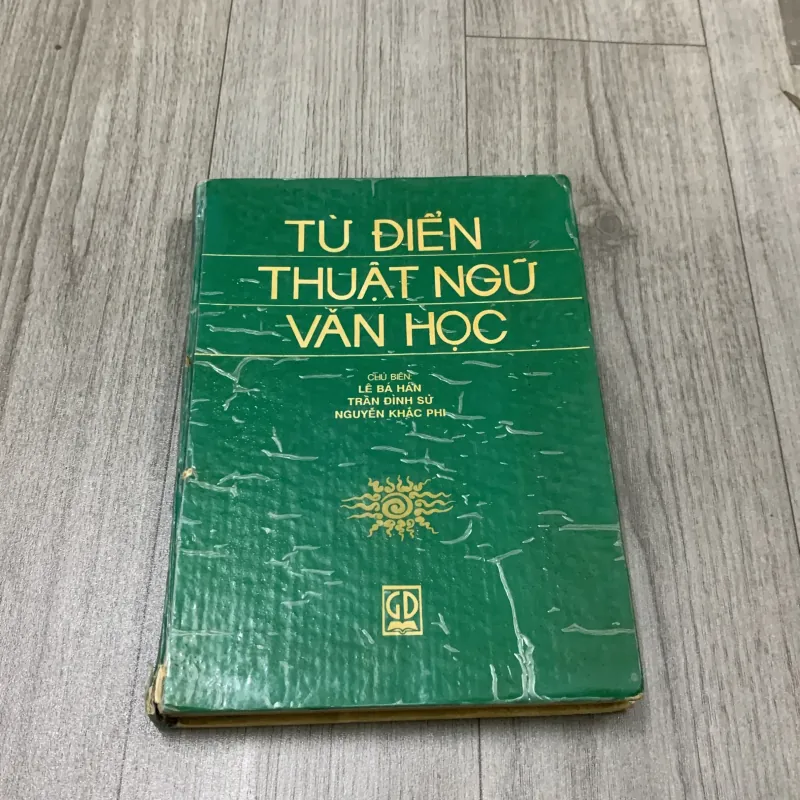 TỪ ĐIỂN
THUẬT NGỮ
VĂN HỌC
CHỦ BIÊN:
LÊ BÁ HÁN
TRẦN ĐÌNH SỬ
NGUYỄN KHẮC PHI
GD